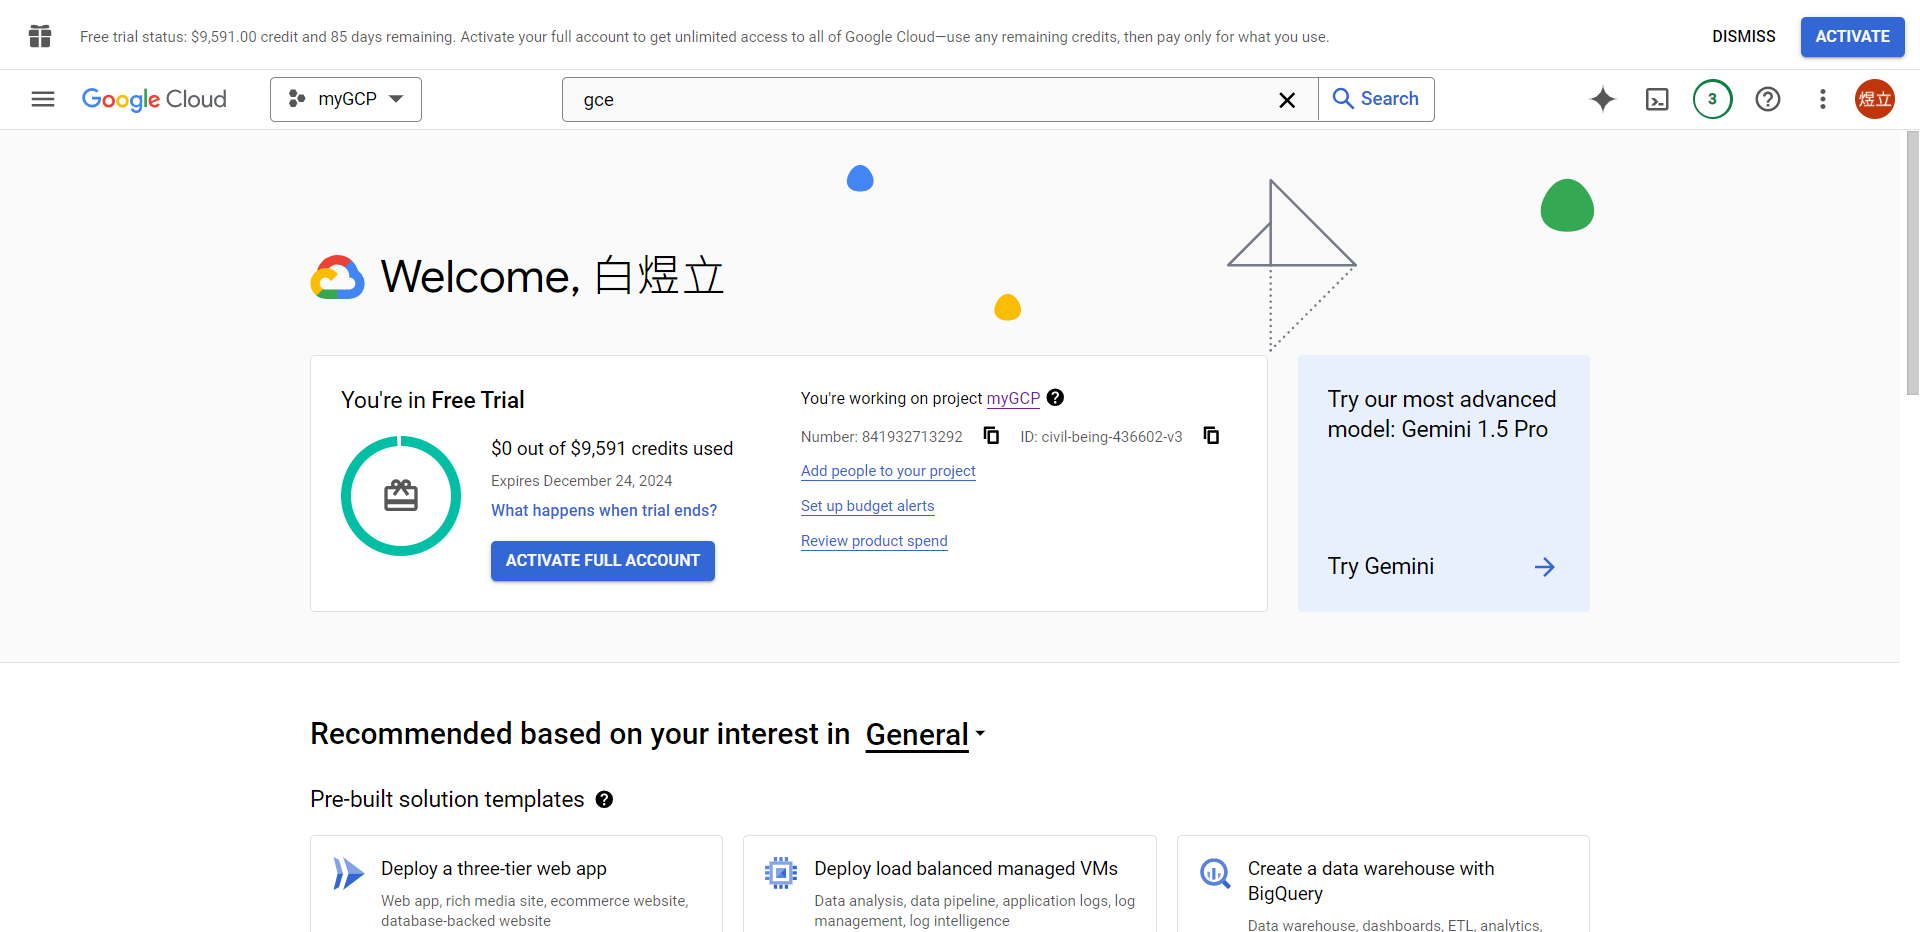 Free trial status: $9,591.00 credit and 85 days remaining. Activate your full account to get unlimited access to all of Google Cloud—use any remaining credits, then pay only for what you use.
DISMISS
ACTIVATE
Google Cloud
myGCP
gce
Search
3
煜立
Welcome, 白煜立
You're in Free Trial
$0 out of $9,591 credits used
Expires December 24, 2024
What happens when trial ends?
ACTIVATE FULL ACCOUNT
You're working on project myGCP
Number: 841932713292
ID: civil-being-436602-v3
Add people to your project
Set up budget alerts
Review product spend
Try our most advanced
model: Gemini 1.5 Pro
Try Gemini
Recommended based on your interest in General
Pre-built solution templates
Deploy a three-tier web app
Web app, rich media site, ecommerce website,
database-backed website
Deploy load balanced managed VMs
Data analysis, data pipeline, application logs, log
management, log intelligence
Create a data warehouse with
BigQuery
Data warehouse, dashboards, ETL, analytics,